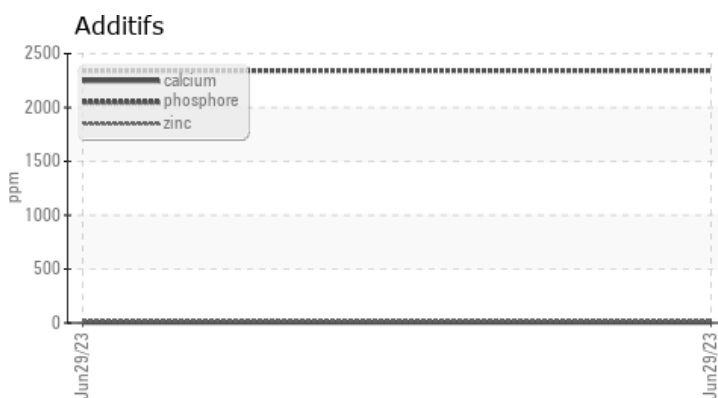 Additifs
2500
calcium
phosphore
2000
zinc
1500
ppm
1000
500
0
Jun29/23
Jun29/23